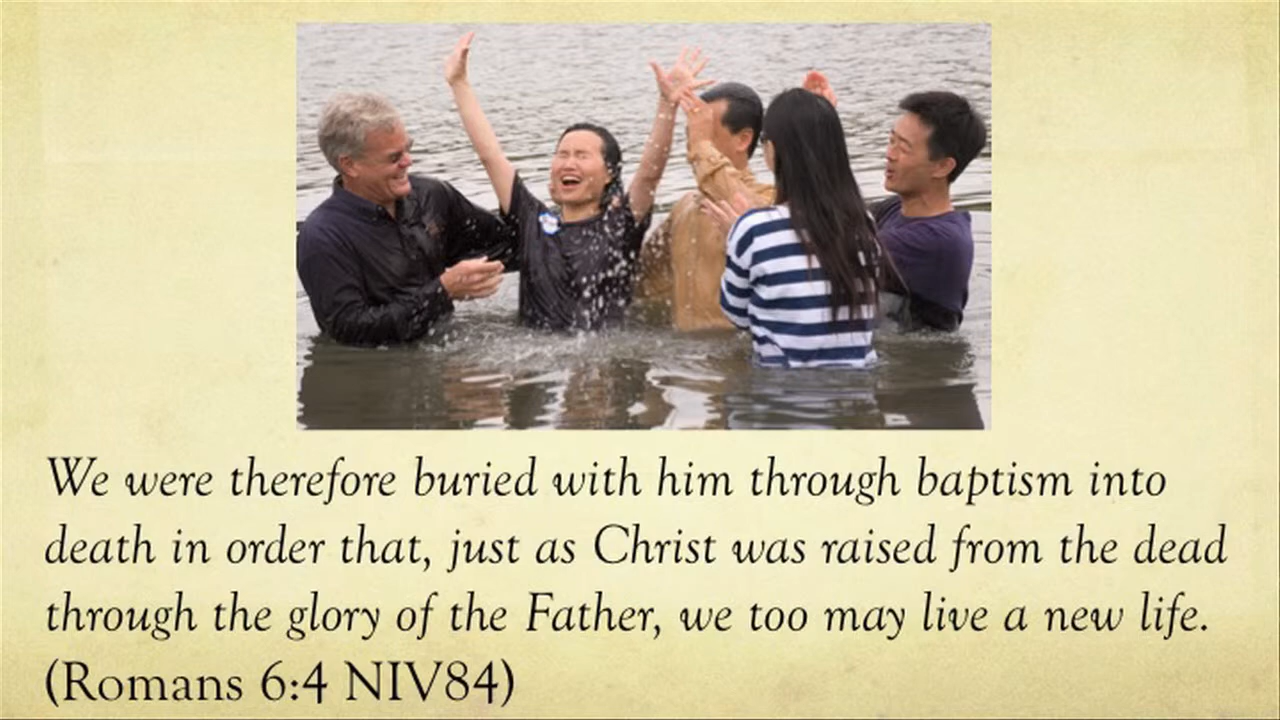 We were therefore buried with him through baptism into
death in order that, just as Christ was raised from the dead
through the glory of the Father, we too may live a new life.
(Romans 6:4 NIV84)